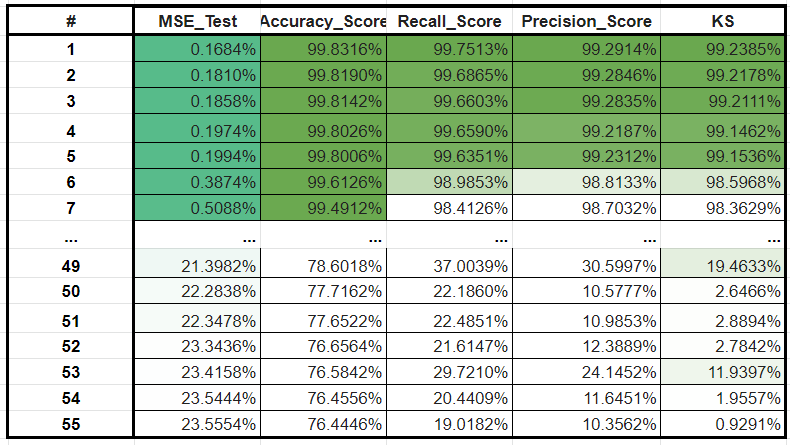 # MSE_Test Accuracy_Score Recall_Score Precision_Score KS
1 0.1684% 99.8316% 99.7513% 99.2914% 99.2385%
2 0.1810% 99.8190% 99.6865% 99.2846% 99.2178%
3 0.1858% 99.8142% 99.6603% 99.2835% 99.2111%
4 0.1974% 99.8026% 99.6590% 99.2187% 99.1462%
5 0.1994% 99.8006% 99.6351% 99.2312% 99.1536%
6 0.3874% 99.6126% 98.9853% 98.8133% 98.5968%
7 0.5088% 99.4912% 98.4126% 98.7032% 98.3629%
... ... ... ... ... ...
49 21.3982% 78.6018% 37.0039% 30.5997% 19.4633%
50 22.2838% 77.7162% 22.1860% 10.5777% 2.6466%
51 22.3478% 77.6522% 22.4851% 10.9853% 2.8894%
52 23.3436% 76.6564% 21.6147% 12.3889% 2.7842%
53 23.4158% 76.5842% 29.7210% 24.1452% 11.9397%
54 23.5444% 76.4556% 20.4409% 11.6451% 1.9557%
55 23.5554% 76.4446% 19.0182% 10.3562% 0.9291%